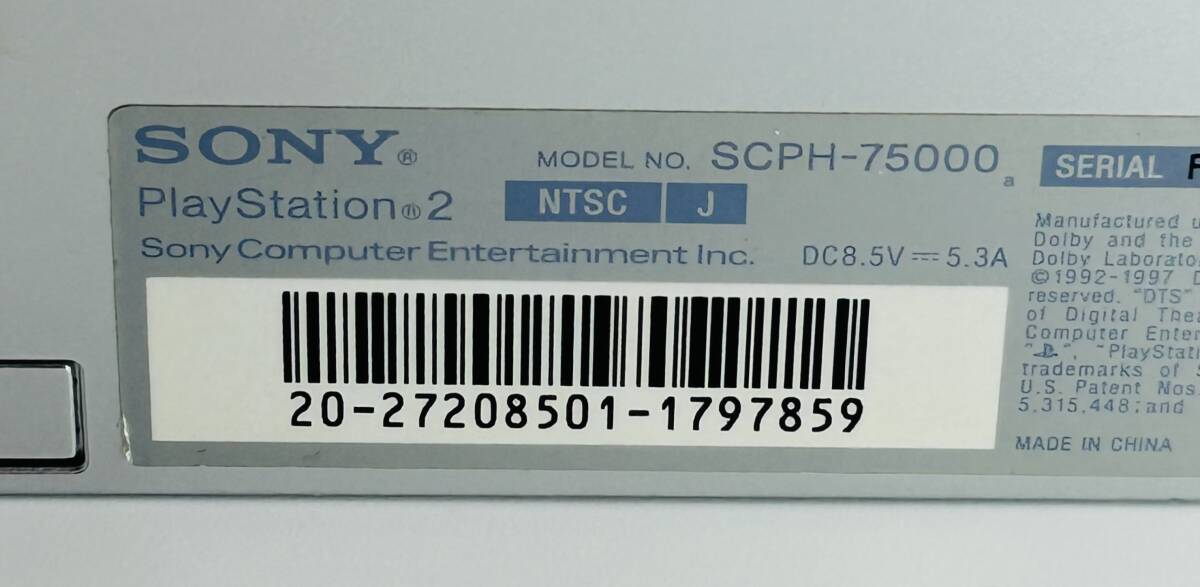 SONY®
MODEL NO. SCPH-75000 a
SERIAL
PlayStation®2
NTSC J
Sony Computer Entertainment Inc. DC8.5V⎓5.3A
20-27208501-1797859
Manufactured
Dolby and the
Dolby
©1992-1997
reserved. "DTS"
of Digital
Computer
"PlayStati
trademarks of
U.S. Patent Nos
5,315,448; and
MADE IN CHINA